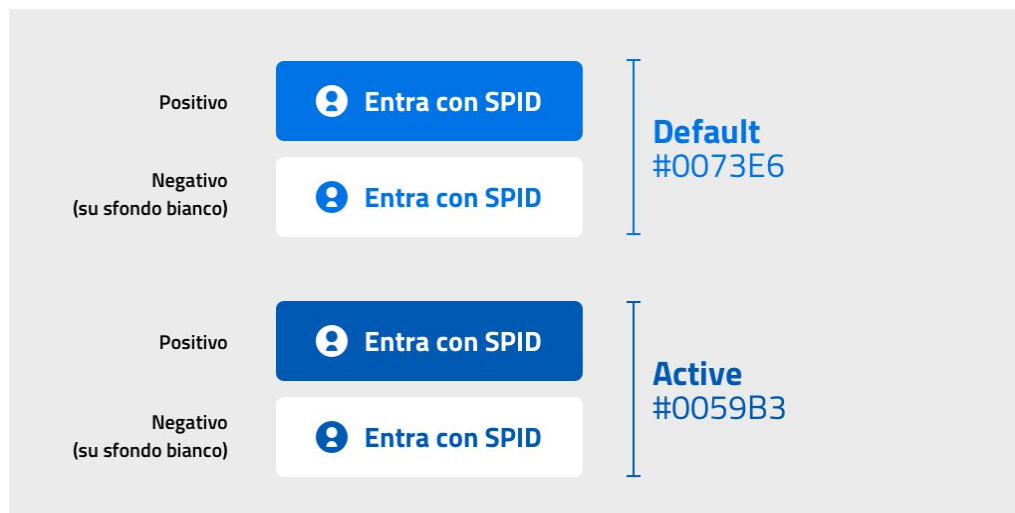 Positivo
Entra con SPID
Negativo
(su sfondo bianco)
Entra con SPID
Default
#0073E6
Positivo
Entra con SPID
Negativo
(su sfondo bianco)
Entra con SPID
Active
#0059B3